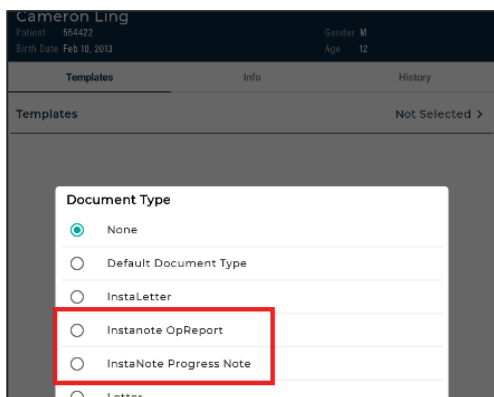 Cameron Ling
Patient 554422 Gender M
Birth Date Feb 10, 2013 Age 12
Templates Info History
Templates Not Selected >
Document Type
None
Default Document Type
InstaLetter
Instanote OpReport
InstaNote Progress Note
Letter